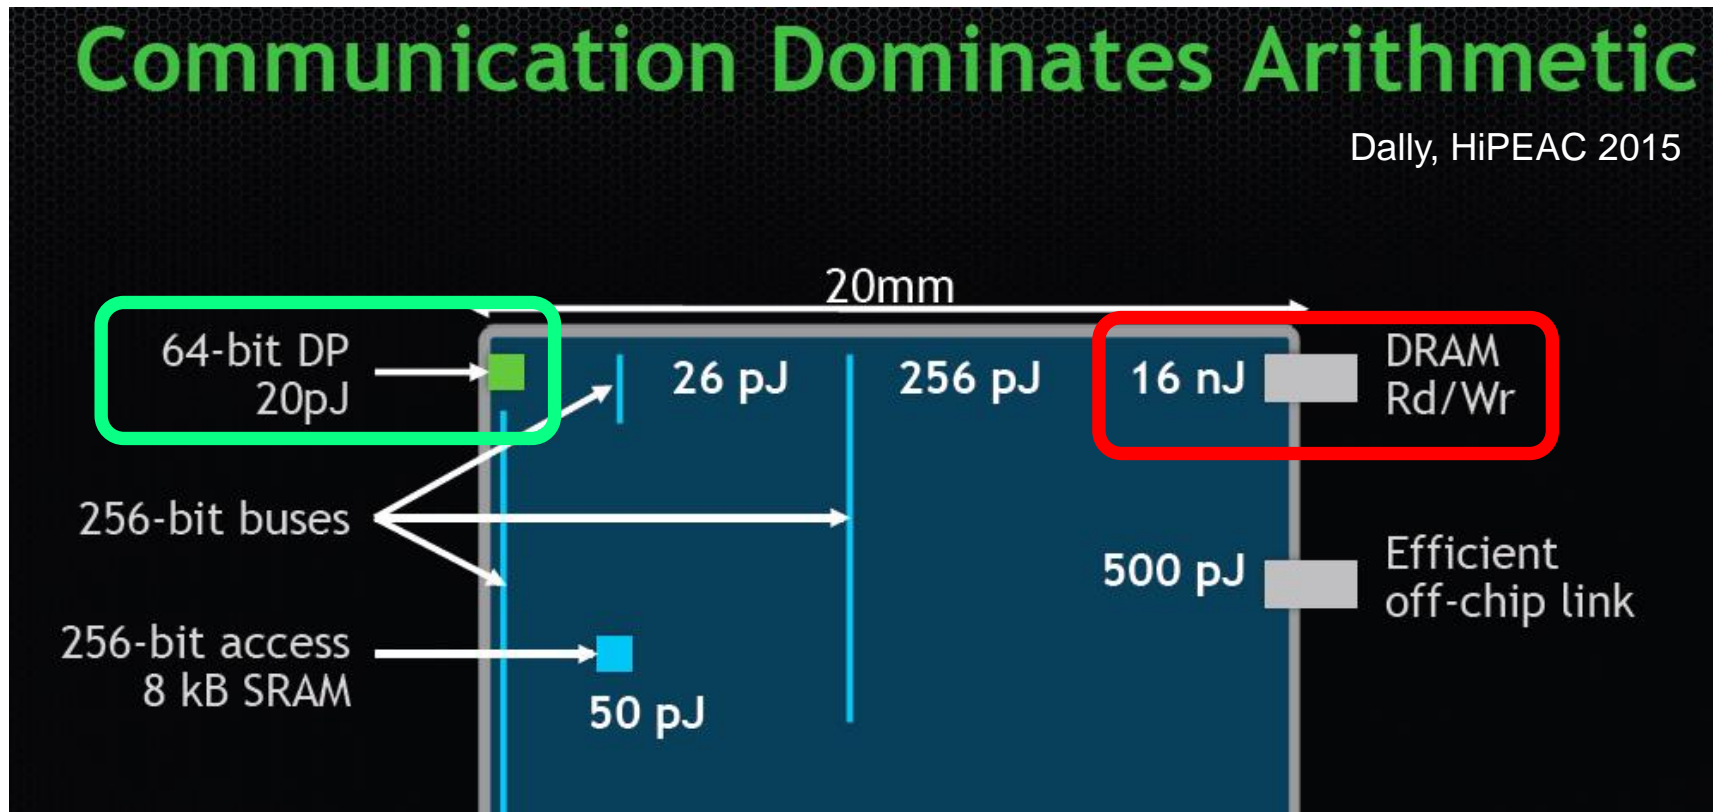 Communication Dominates Arithmetic
Dally, HiPEAC 2015
20mm
64-bit DP
20pJ
26 pJ
256 pJ
16 nJ
DRAM
Rd/Wr
256-bit buses
500 pJ
Efficient
off-chip link
256-bit access
8 kB SRAM
50 pJ